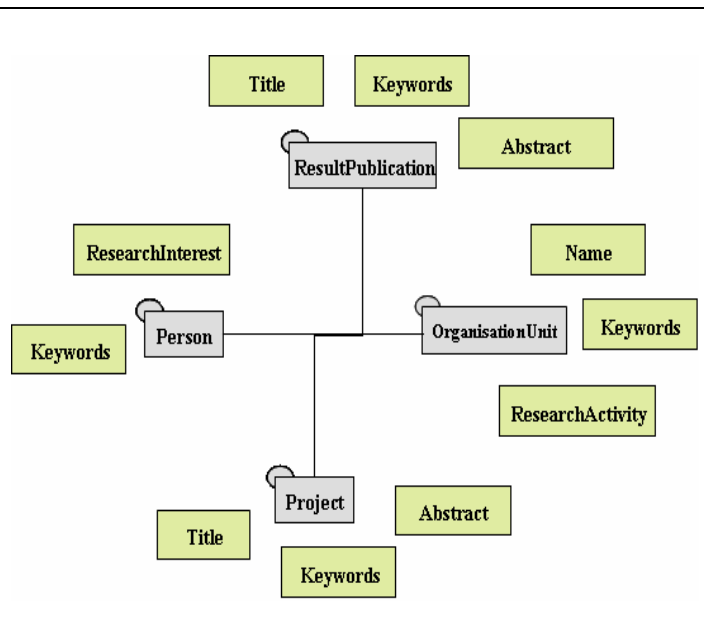 Title
Keywords
Abstract
ResultPublication
ResearchInterest
Name
Person
OrganisationUnit
Keywords
Keywords
ResearchActivity
Project
Abstract
Title
Keywords